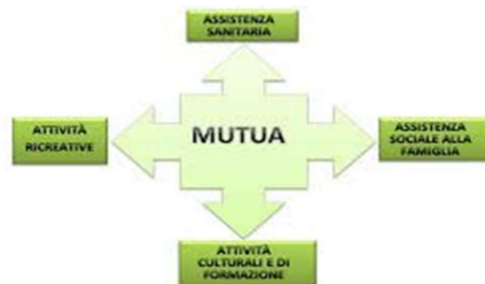 ASSISTENZA
SANITARIA
ATTIVITÀ
RICREATIVE
MUTUA
ASSISTENZA
SOCIALE ALLA
FAMIGLIA
ATTIVITÀ
CULTURALI E DI
FORMAZIONE